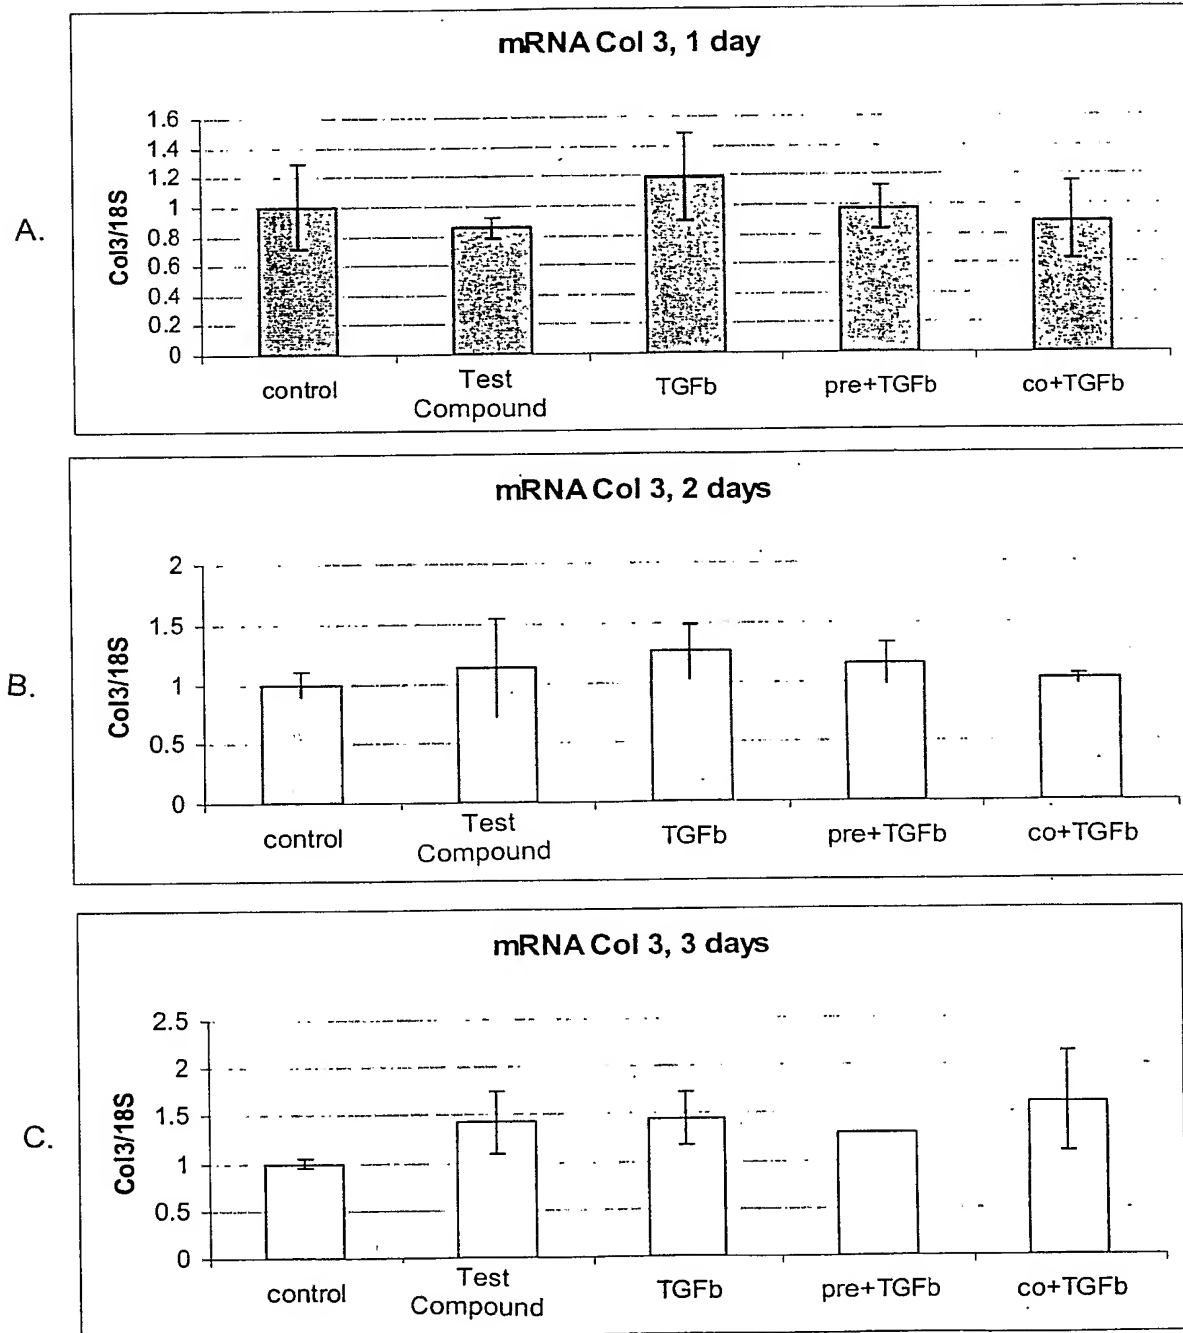 mRNA Col 3, 1 day
A.
Col3/18S
1.6
1.4
1.2
1
0.8
0.6
0.4
0.2
0
control
Test
Compound
TGFb
pre+TGFb
co+TGFb
mRNA Col 3, 2 days
B.
Col3/18S
2
1.5
1
0.5
0
control
Test
Compound
TGFb
pre+TGFb
co+TGFb
mRNA Col 3, 3 days
C.
Col3/18S
2.5
2
1.5
1
0.5
0
control
Test
Compound
TGFb
pre+TGFb
co+TGFb